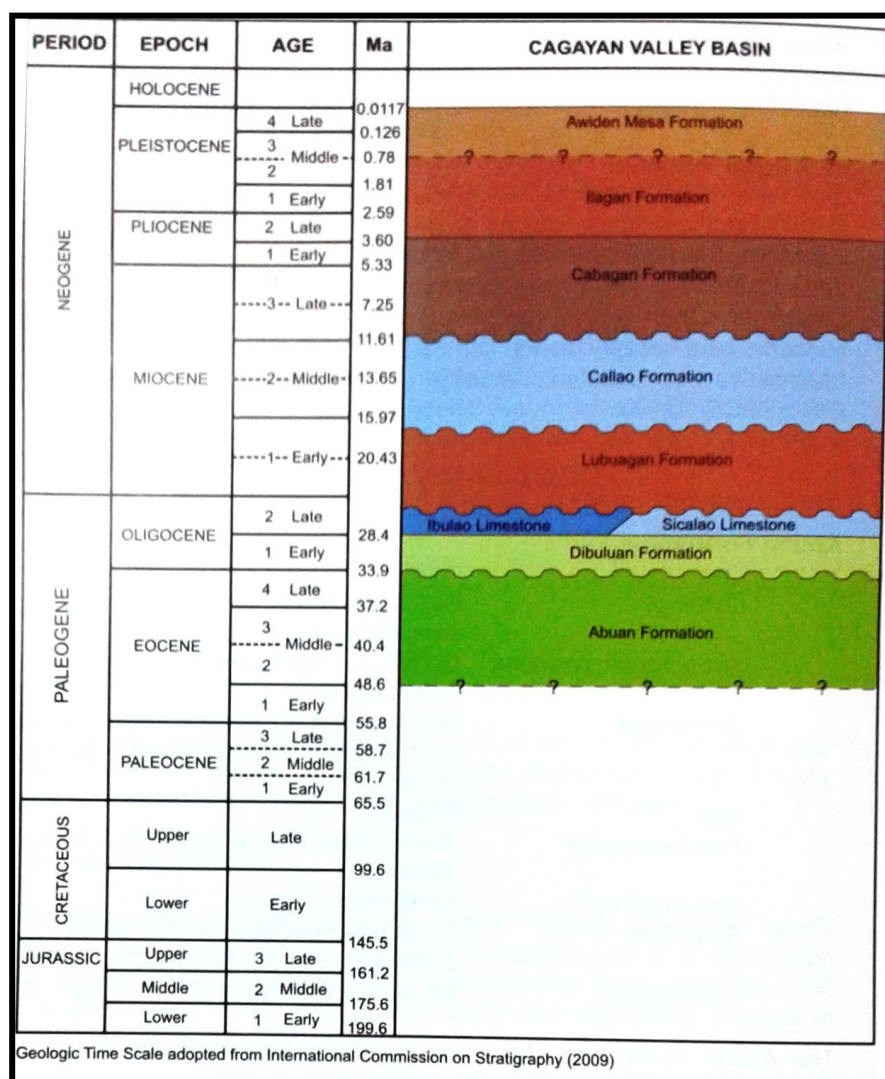 PERIOD EPOCH AGE Ma CAGAYAN VALLEY BASIN
HOLOCENE
0.0117
4 Late Awiden Mesa Formation
0.126
PLEISTOCENE 3
Middle 0.78 ? ? ? ? ?
2
1.81
1 Early Ilagan Formation
2.59
PLIOCENE 2 Late
3.60
1 Early
5.33
NEOGENE
Cabagan Formation
3 Late 7.25
11.61
MIOCENE 2 Middle 13.65 Callao Formation
15.97
1 Early 20.43 Lubuagan Formation
2 Late Ibulao Limestone Sicalao Limestone
OLIGOCENE 28.4
1 Early Dibuluan Formation
33.9
4 Late
37.2
PALEOGENE
3
EOCENE Middle 40.4 Abuan Formation
2
48.6 ? ? ? ? ?
1 Early
55.8
3 Late
58.7
PALEOCENE 2 Middle
61.7
1 Early
65.5
CRETACEOUS
Upper Late
99.6
Lower Early
145.5
JURASSIC Upper 3 Late
161.2
Middle 2 Middle
175.6
Lower 1 Early
199.6
Geologic Time Scale adopted from International Commission on Stratigraphy (2009)